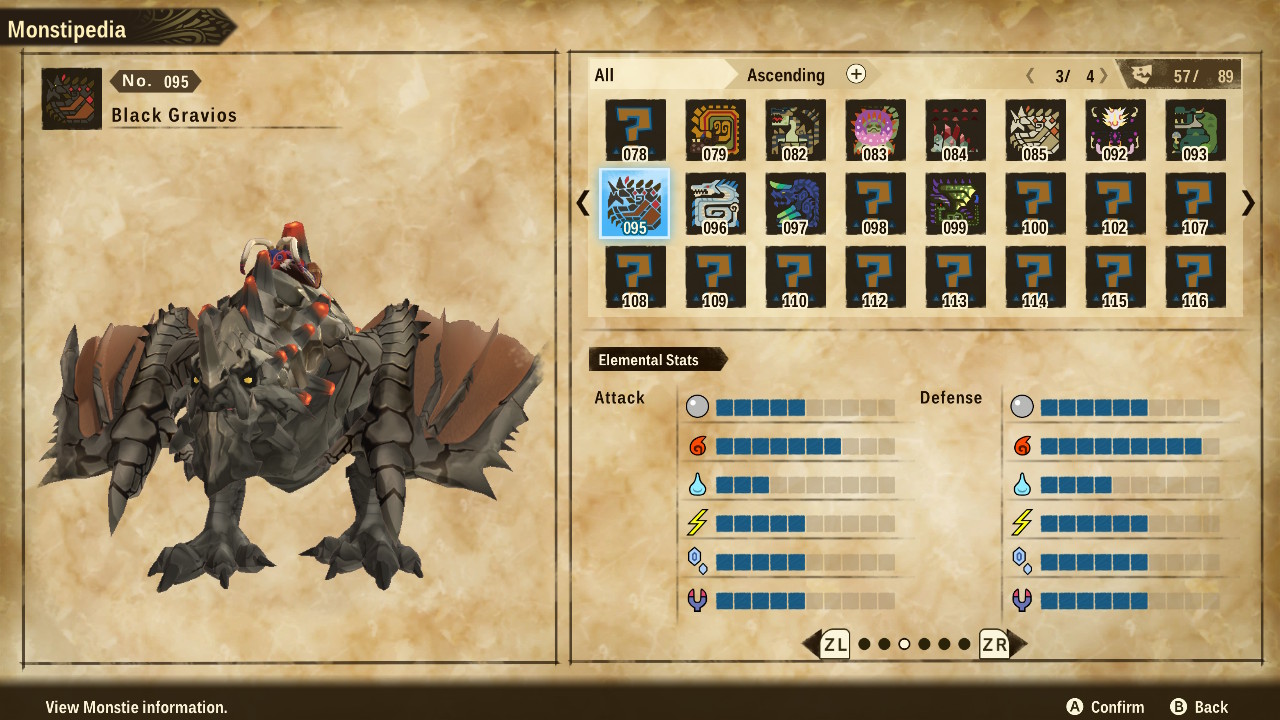 Monstipedia
No. 095
Black Gravios
All
Ascending
3/ 4
57/ 89
? 078
079
082
083
084
085
092
093
095
096
097
? 098
099
? 100
? 102
? 107
? 108
? 109
? 110
? 112
? 113
? 114
? 115
? 116
Elemental Stats
Attack
Defense
ZL
ZR
View Monstie information.
A Confirm
B Back